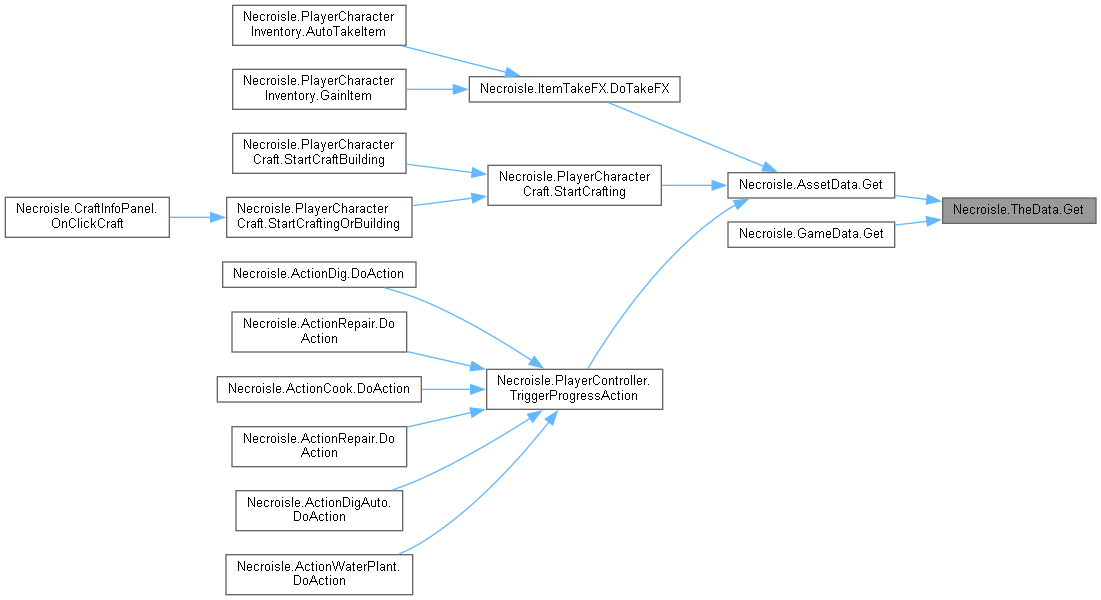 Necroisle.PlayerCharacter
Inventory.AutoTakeItem
Necroisle.PlayerCharacter
Inventory.GainItem
Necroisle.ItemTakeFX.DoTakeFX
Necroisle.PlayerCharacter
Craft.StartCraftBuilding
Necroisle.PlayerCharacter
Craft.StartCrafting
Necroisle.AssetData.Get
Necroisle.CraftInfoPanel.
OnClickCraft
Necroisle.PlayerCharacter
Craft.StartCraftingOrBuilding
Necroisle.GameData.Get
Necroisle.TheData.Get
Necroisle.ActionDig.DoAction
Necroisle.ActionRepair.Do
Action
Necroisle.ActionCook.DoAction
Necroisle.PlayerController.
TriggerProgressAction
Necroisle.ActionRepair.Do
Action
Necroisle.ActionDigAuto.
DoAction
Necroisle.ActionWaterPlant.
DoAction